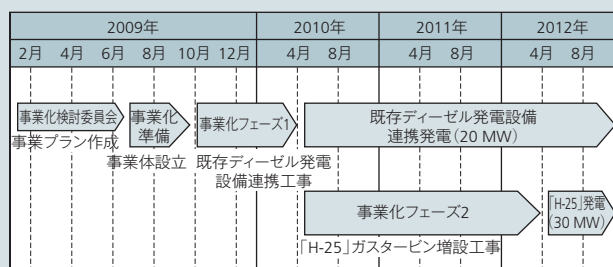 2009年 2010年 2011年 2012年
2月 4月 6月 8月 10月 12月 4月 8月 4月 8月 4月 8月
事業化検討委員会
事業プラン作成
事業化
準備
事業体設立
事業化フェーズ1
既存ディーゼル発電
設備連携工事
既存ディーゼル発電設備
連携発電（20 MW）
事業化フェーズ2
「H-25」ガスタービン増設工事
「H-25」発電
（30 MW）